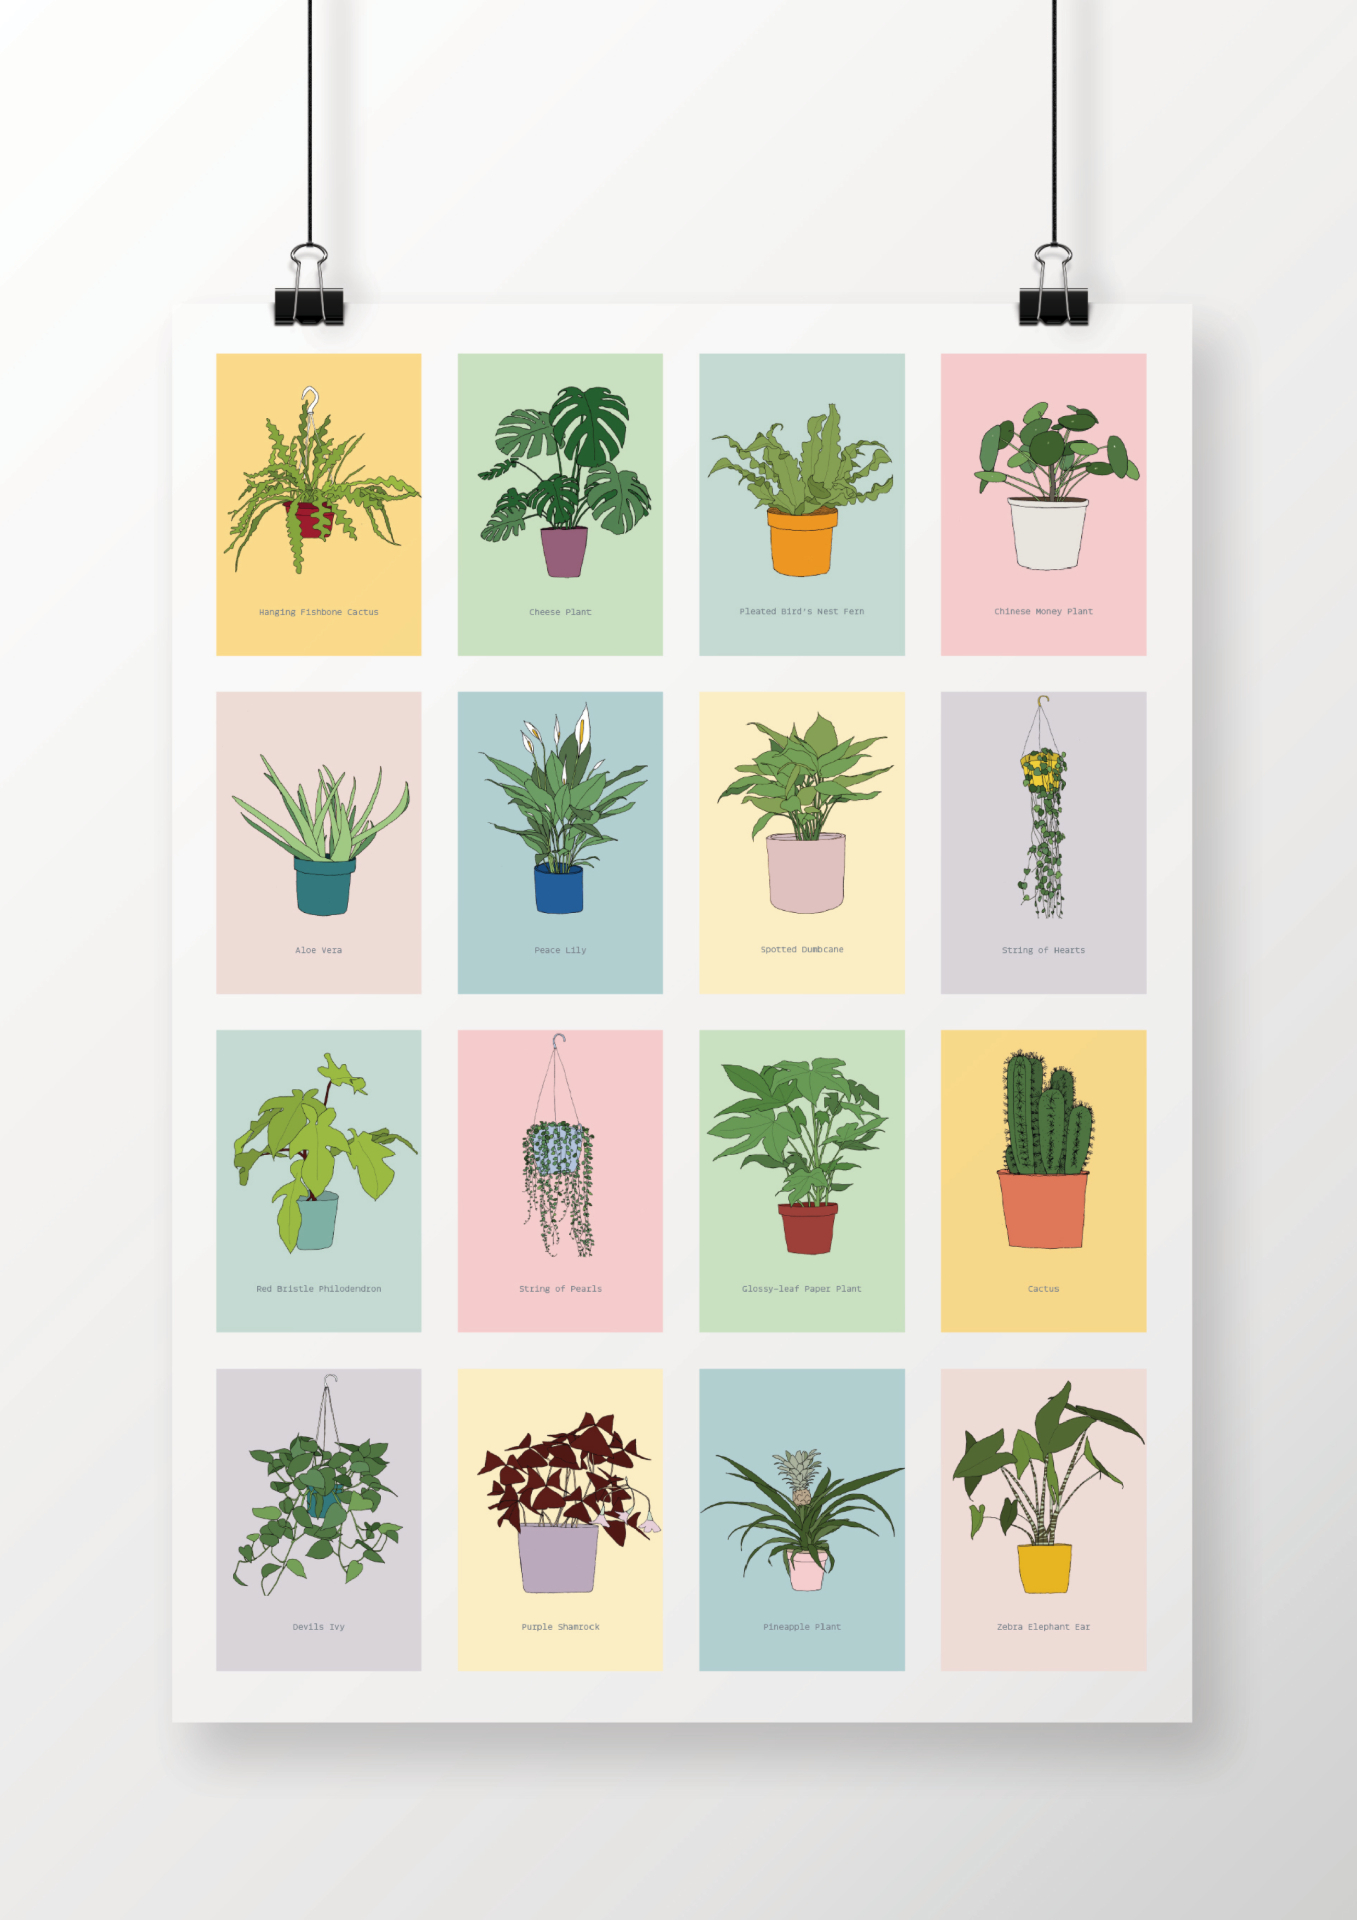 Hanging Fishbone Cactus
Cheese Plant
Pleated Bird's Nest Fern
Chinese Money Plant
Aloe Vera
Peace Lily
Spotted Dumbcane
String of Hearts
Red Bristle Philodendron
String of Pearls
Glossy-leaf Paper Plant
Cactus
Devils Ivy
Purple Shamrock
Pineapple Plant
Zebra Elephant Ear